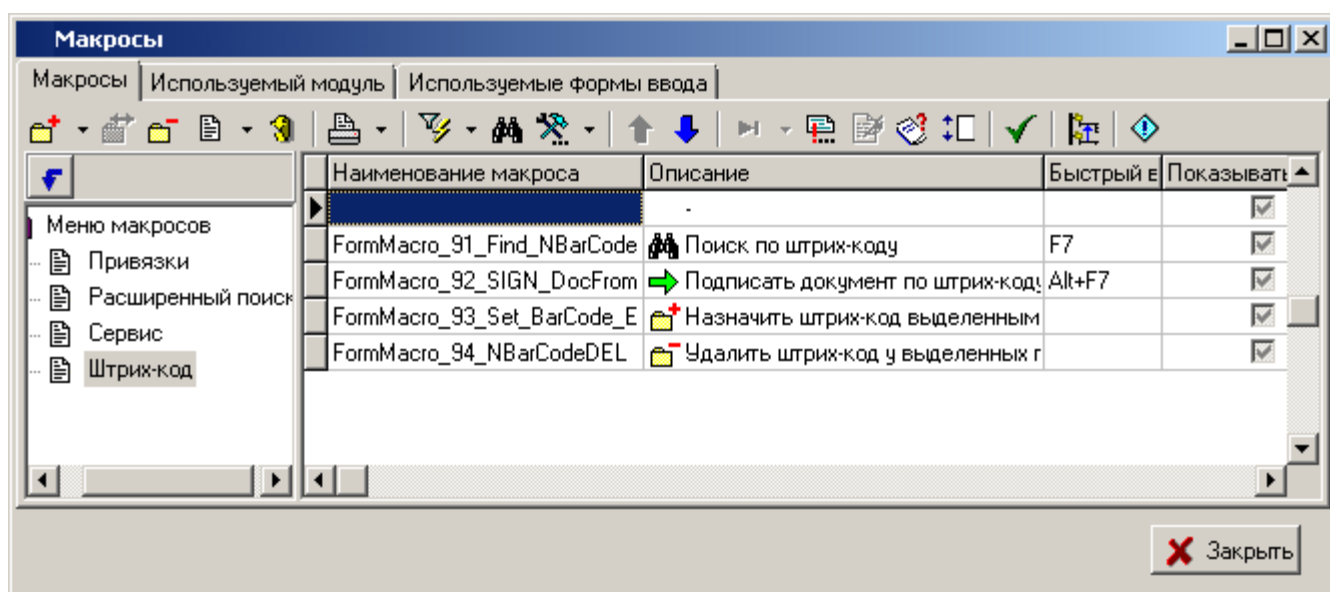 Макросы
Макросы Используемый модуль Используемые формы ввода
Наименование макроса Описание Быстрый в Показывать
-
Меню макросов
Привязки
Расширенный поиск
Сервис
Штрих-код
FormMacro_91_Find_NBarCode Поиск по штрих-коду F7
FormMacro_92_SIGN_DocFrom Подписать документ по штрих-коду Alt+F7
FormMacro_93_Set_BarCode_E Назначить штрих-код выделенным
FormMacro_94_NBarCodeDEL Удалить штрих-код у выделенных г
Закрыть